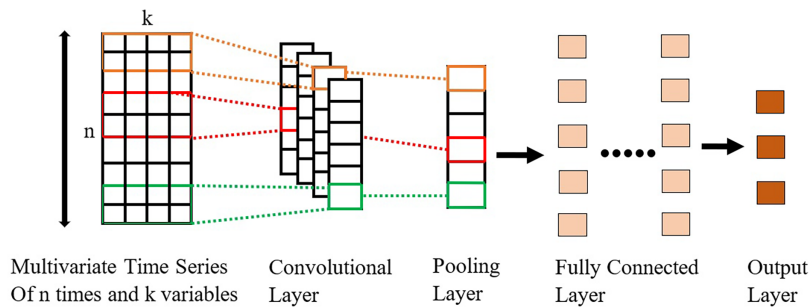 k
n
Multivariate Time Series
Of n times and k variables
Convolutional
Layer
Pooling
Layer
Fully Connected
Layer
Output
Layer